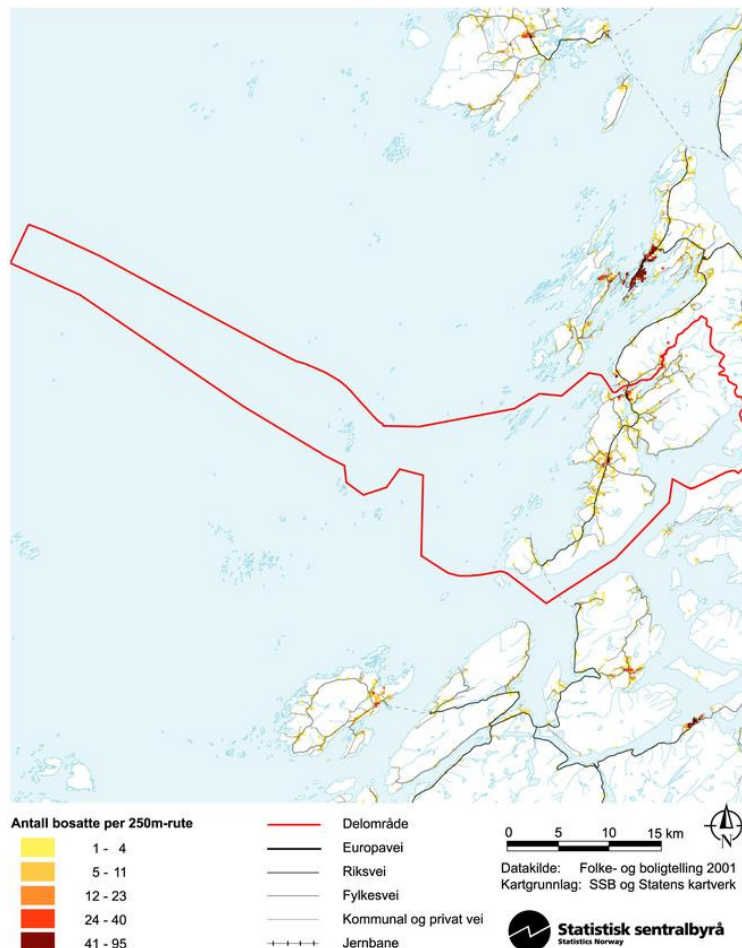 Antall bosatte per 250m-rute
1 - 4
5 - 11
12 - 23
24 - 40
41 - 95
Delområde
Europavei
Riksvei
Fylkesvei
Kommunal og privat vei
Jernbane
0 5 10 15 km
N
Datakilde: Folke- og boligtelling 2001
Kartgrunnlag: SSB og Statens kartverk
Statistisk sentralbyrå
Statistics Norway